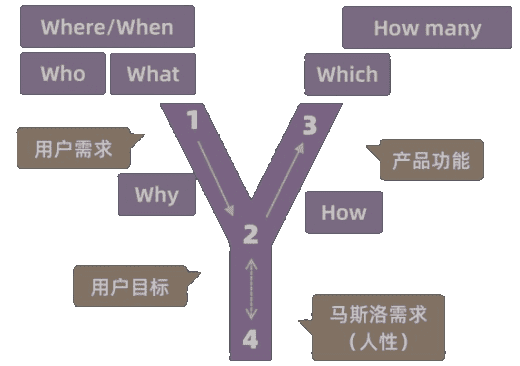 Where/When
How many
Who
What
Which
1
3
用户需求
产品功能
Why
How
2
用户目标
马斯洛需求
（人性）
4